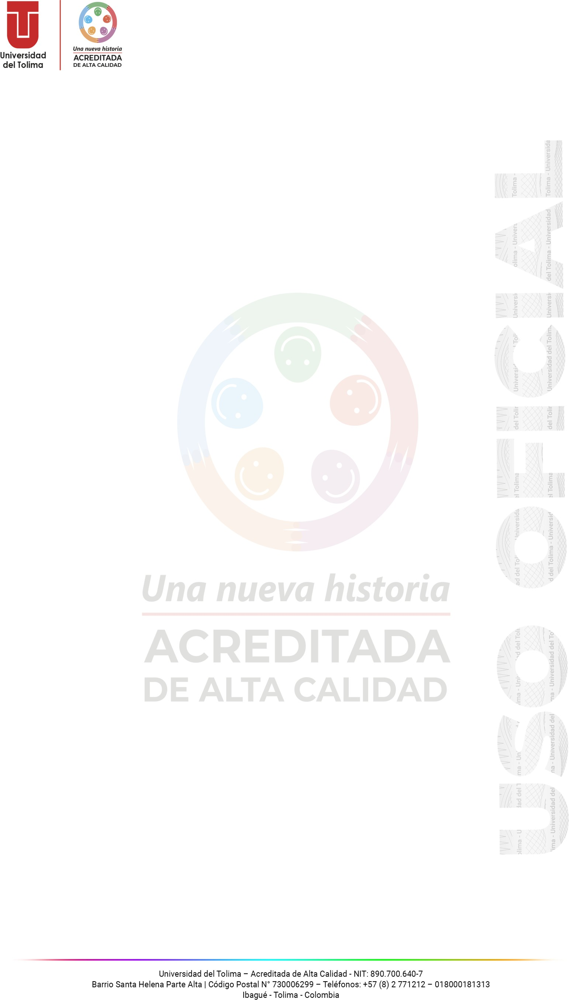 Universidad
del Tolima
Una nueva historia
ACREDITADA
DE ALTA CALIDAD
USO OFICIAL
Una nueva historia
ACREDITADA
DE ALTA CALIDAD
Universidad del Tolima – Acreditada de Alta Calidad - NIT: 890.700.640-7
Barrio Santa Helena Parte Alta | Código Postal N° 730006299 – Teléfonos: +57 (8) 2 771212 – 018000181313
Ibagué - Tolima - Colombia